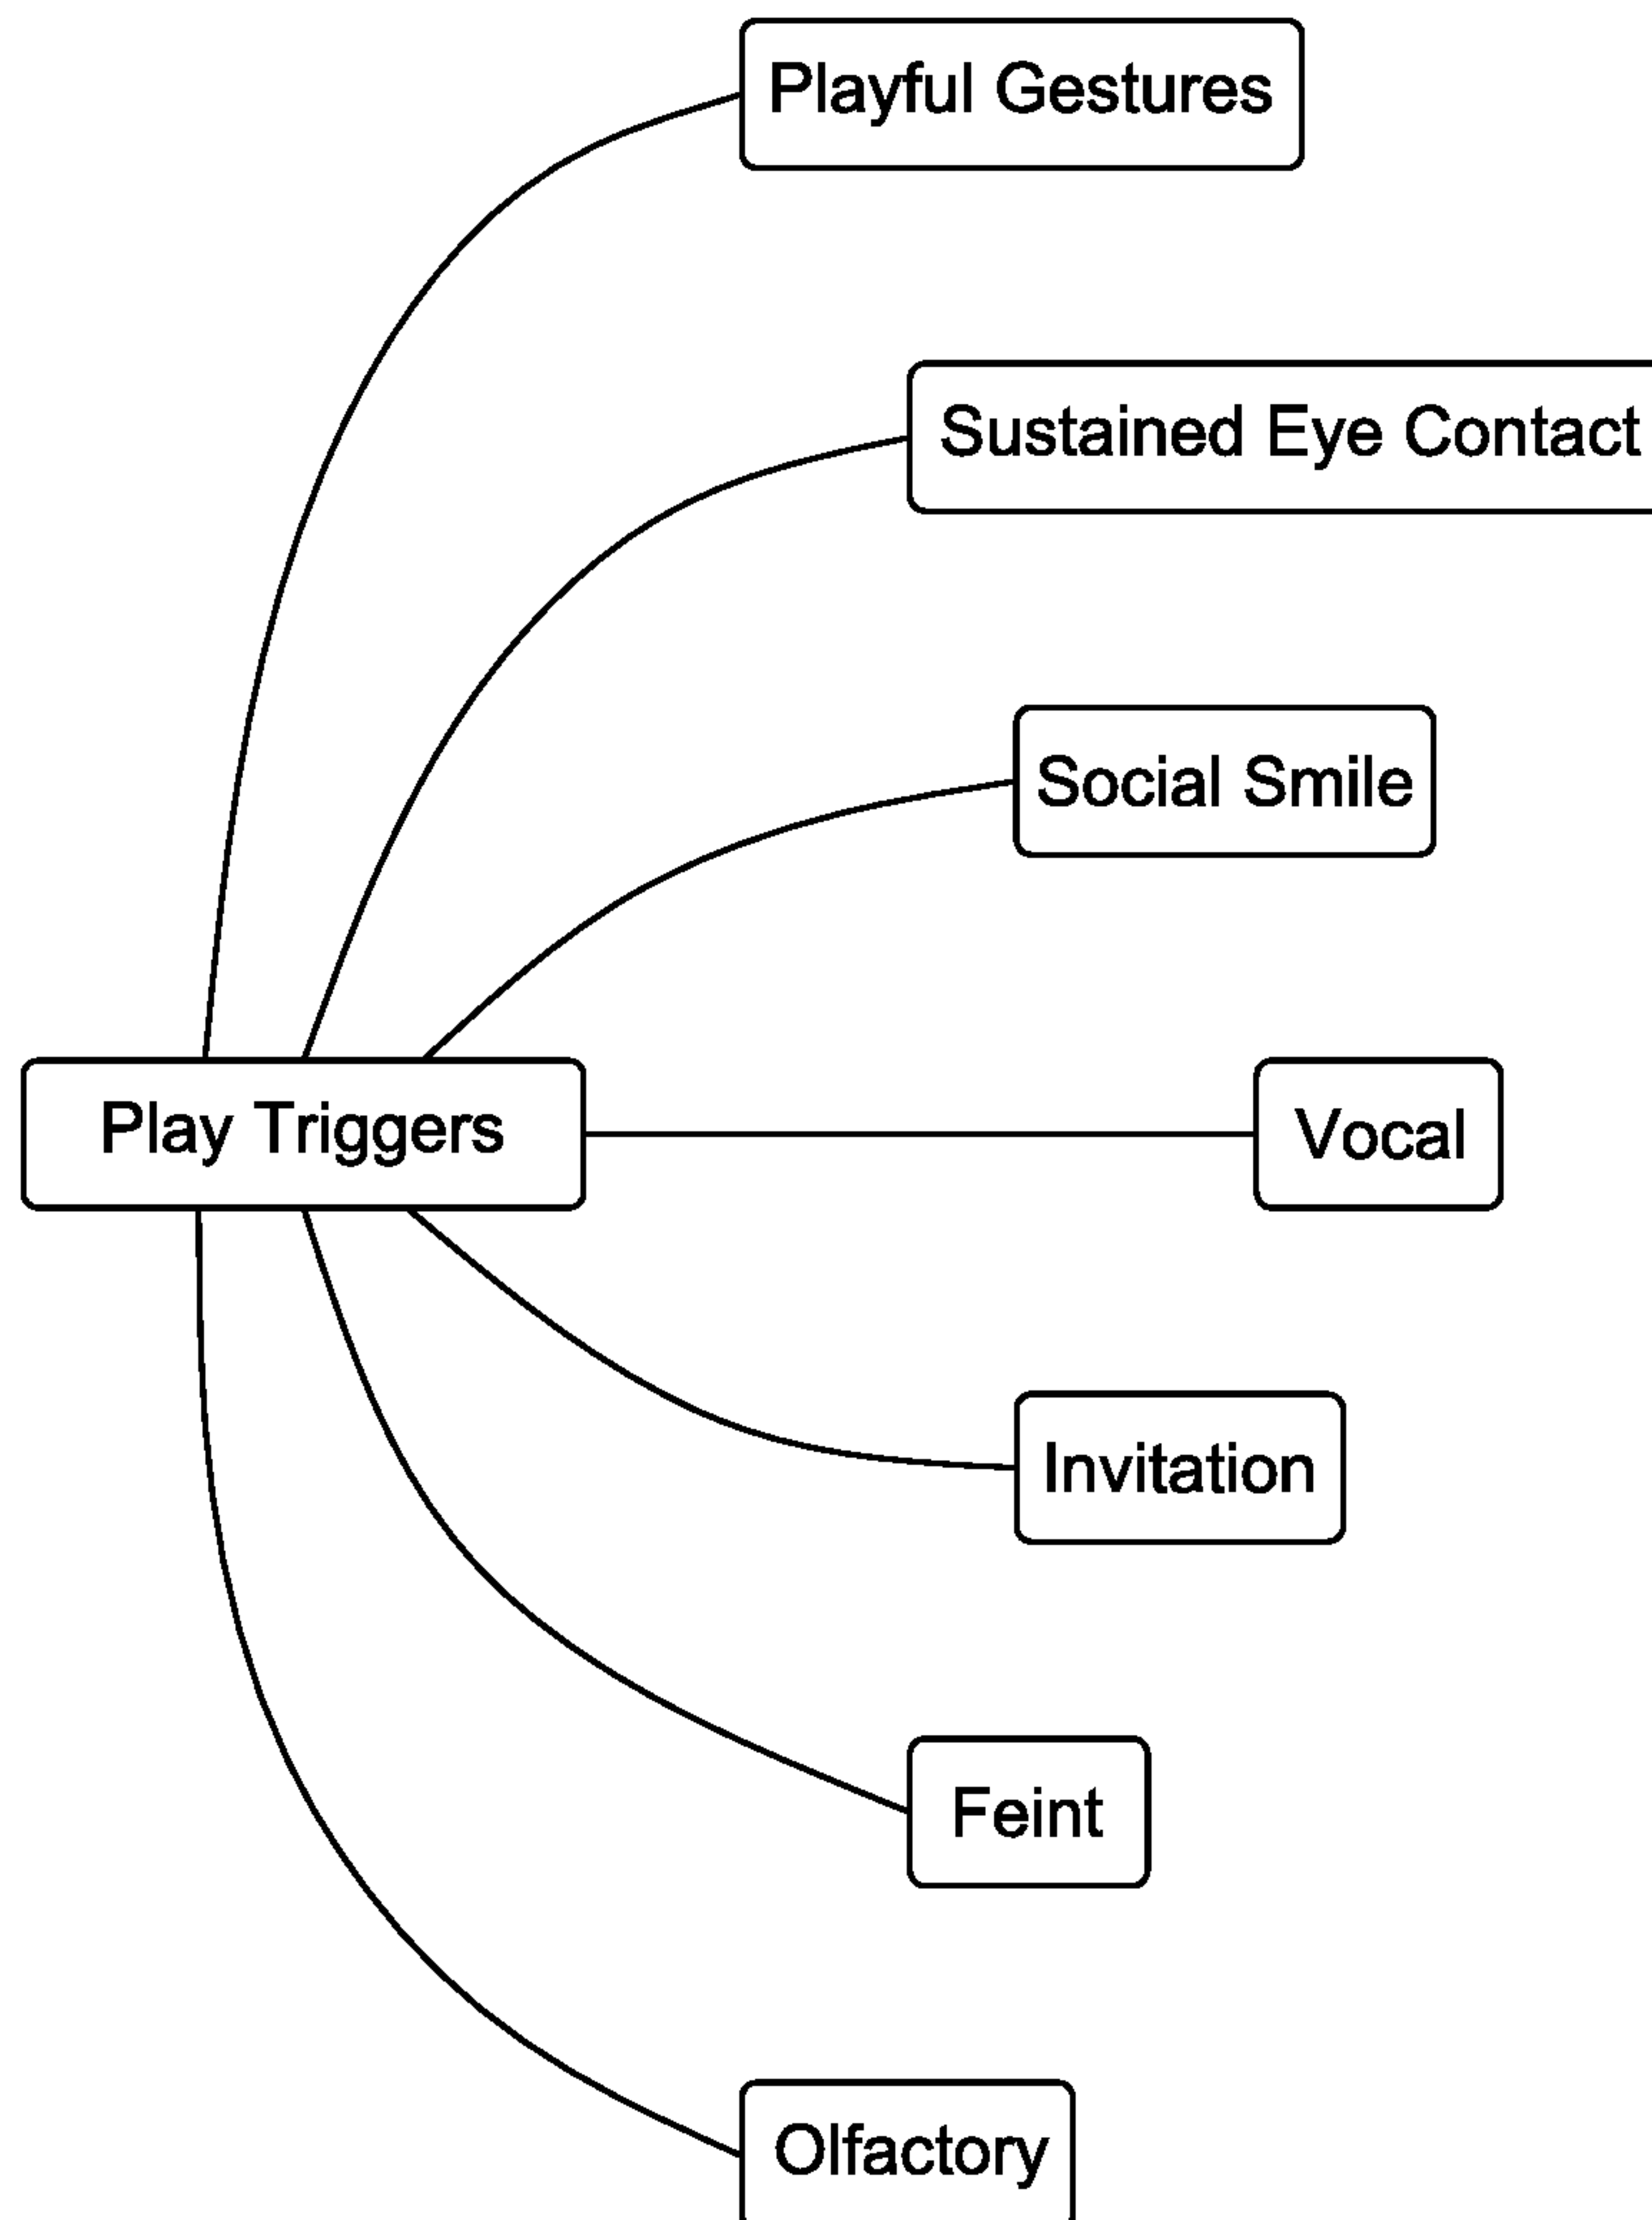 Playful Gestures
Sustained Eye Contact
Social Smile
Play Triggers
Vocal
Invitation
Feint
Olfactory